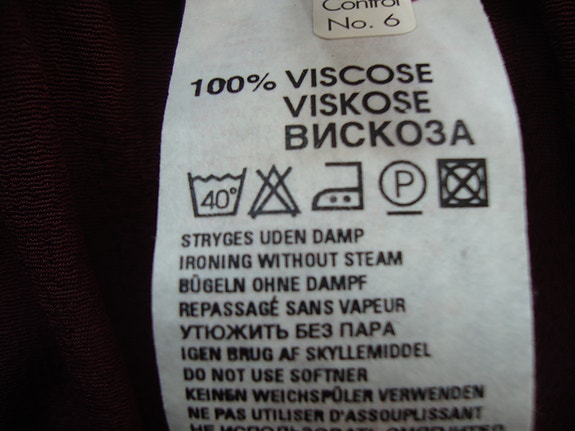 Control
No. 6
100% VISCOSE
VISKOSE
ВИСКОЗА
40° P
STRYGES UDEN DAMP
IRONING WITHOUT STEAM
BÜGELN OHNE DAMPF
REPASSAGÉ SANS VAPEUR
УТЮЖИТЬ БЕЗ ПАРА
IGEN BRUG AF SKYLLEMIDDEL
DO NOT USE SOFTNER
KEINEN WEICHSPÜLER VERWENDEN
NE PAS UTILISER D'ASSOUPLISSANT
НЕ